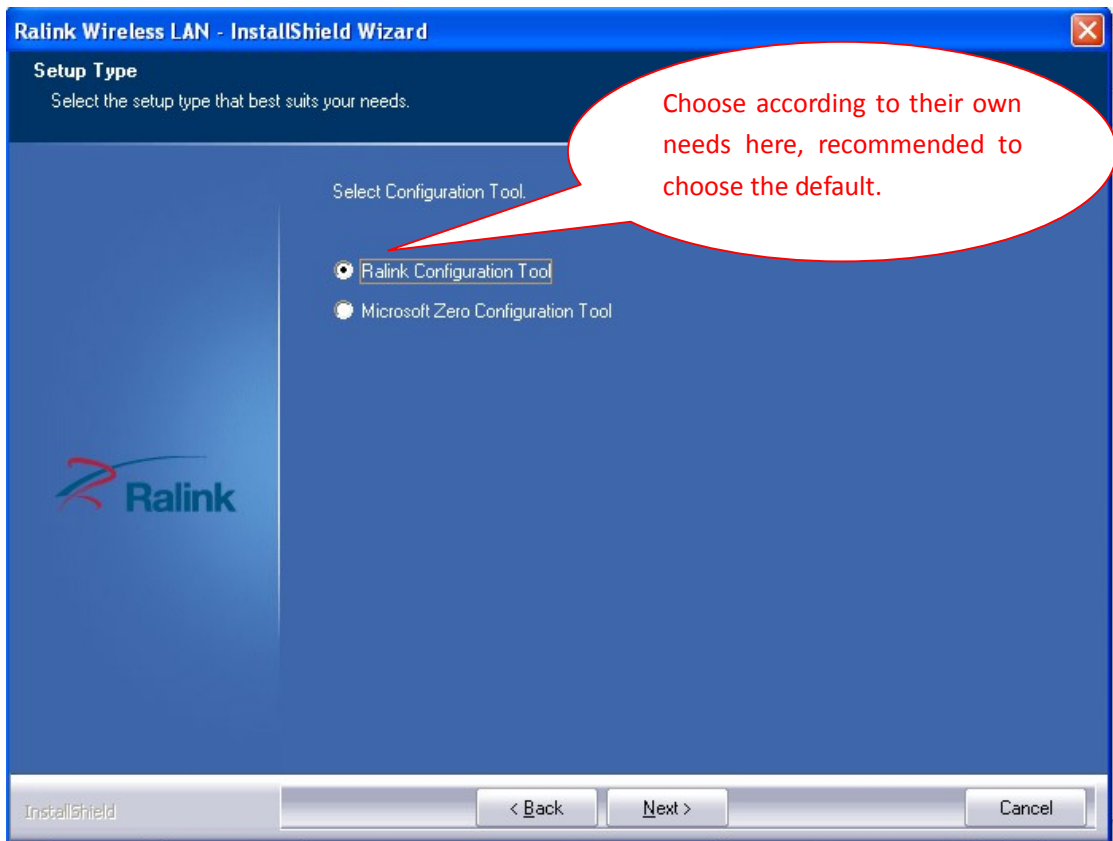 Ralink Wireless LAN - InstallShield Wizard
Setup Type
Select the setup type that best suits your needs.
Choose according to their own
needs here, recommended to
choose the default.
Select Configuration Tool.
Ralink Configuration Tool
Microsoft Zero Configuration Tool
Ralink
InstallShield
< Back
Next >
Cancel